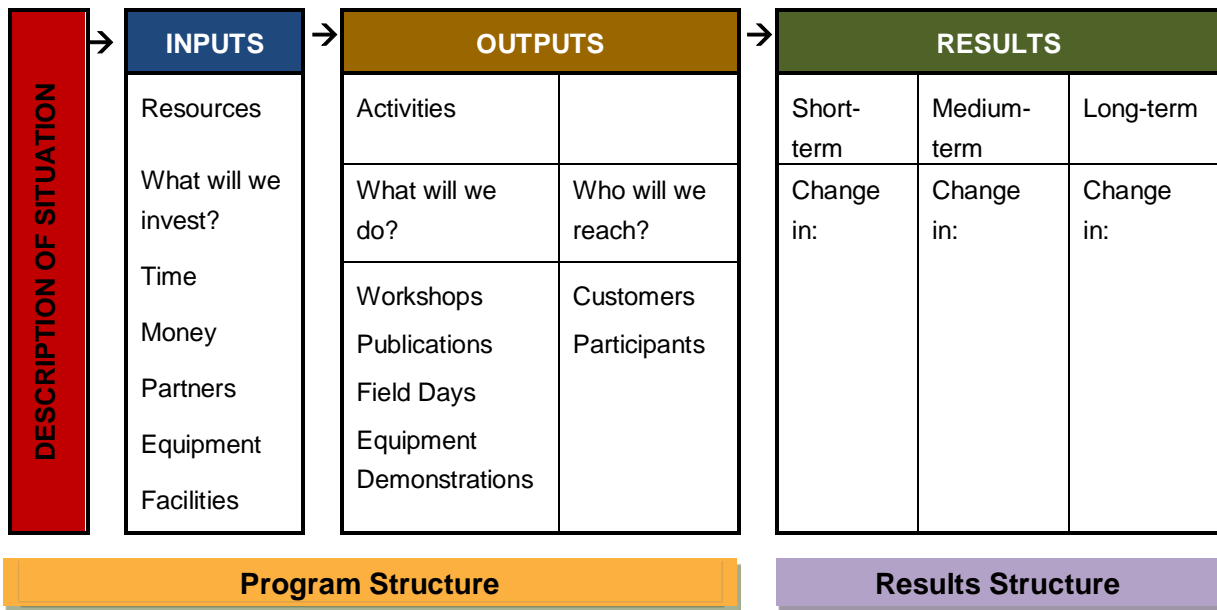 DESCRIPTION OF SITUATION
→
INPUTS
Resources
What will we
invest?
Time
Money
Partners
Equipment
Facilities
→
OUTPUTS
Activities
What will we
do?
Who will we
reach?
Workshops
Publications
Field Days
Equipment
Demonstrations
Customers
Participants
→
RESULTS
Short-
term
Medium-
term
Long-term
Change
in:
Change
in:
Change
in:
Program Structure
Results Structure